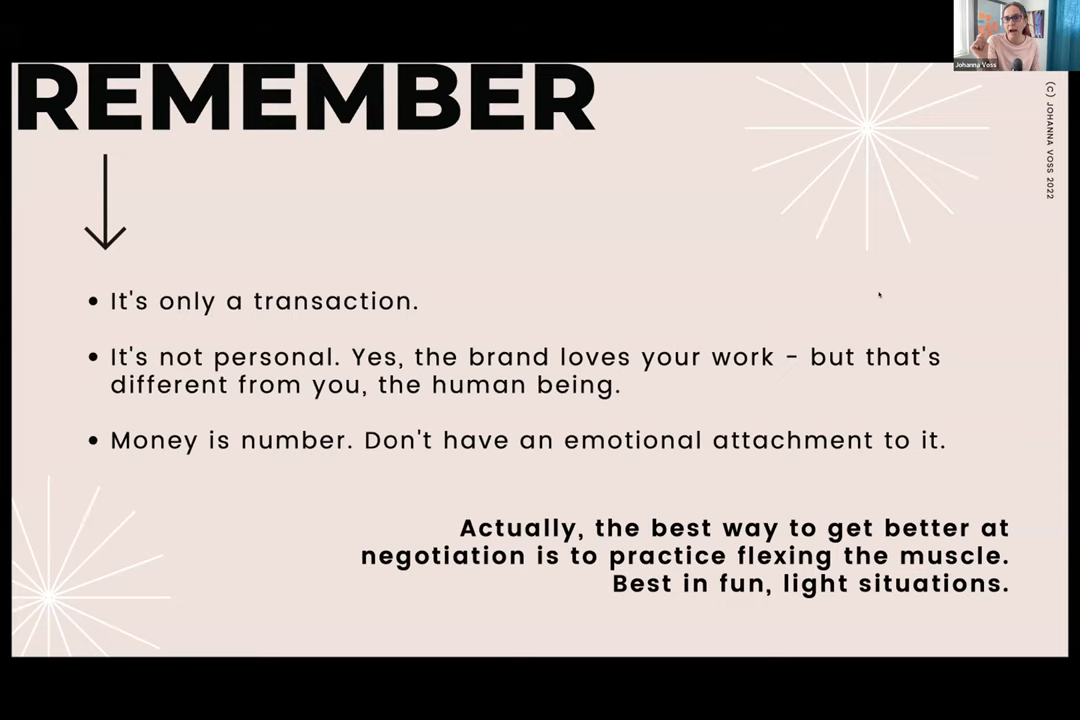 REMEMBER
Johanna Voss
(C) JOHANNA VOSS 2022
It's only a transaction.
It's not personal. Yes, the brand loves your work - but that's
different from you, the human being.
Money is number. Don't have an emotional attachment to it.
Actually, the best way to get better at
negotiation is to practice flexing the muscle.
Best in fun, light situations.